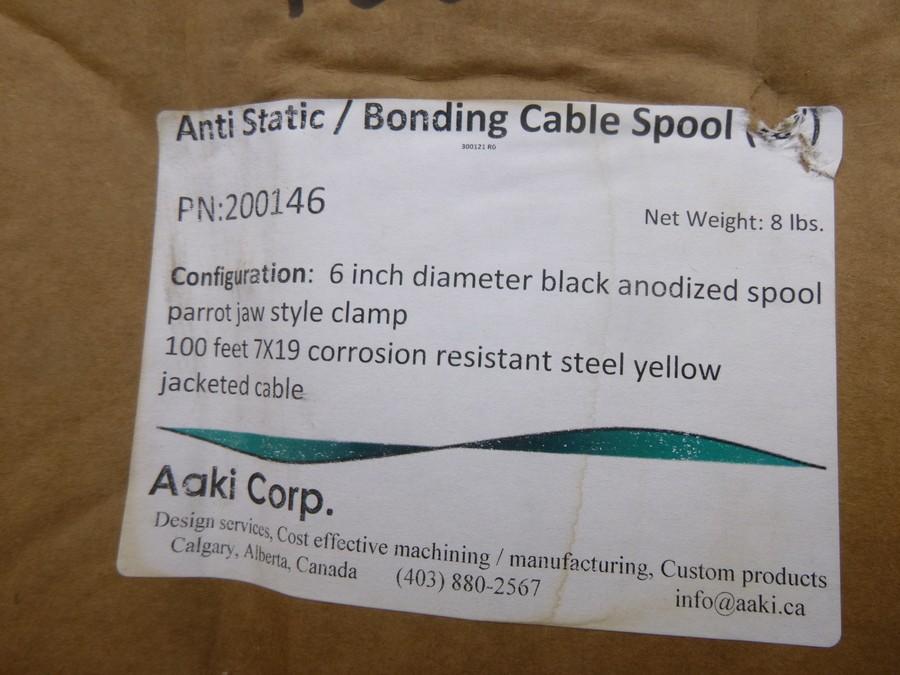 Anti Static / Bonding Cable Spool
300121 R0
PN:200146
Net Weight: 8 lbs.
Configuration: 6 inch diameter black anodized spool
parrot jaw style clamp
100 feet 7X19 corrosion resistant steel yellow
jacketed cable
Aaki Corp.
Design services, Cost effective machining / manufacturing, Custom products
Calgary, Alberta, Canada (403) 880-2567 info@aaki.ca